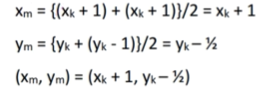 xm = {(xk + 1) + (xk + 1)}/2 = xk + 1
ym = {yk + (yk - 1)}/2 = yk – ½
(xm, ym) = (xk + 1, yk – ½)